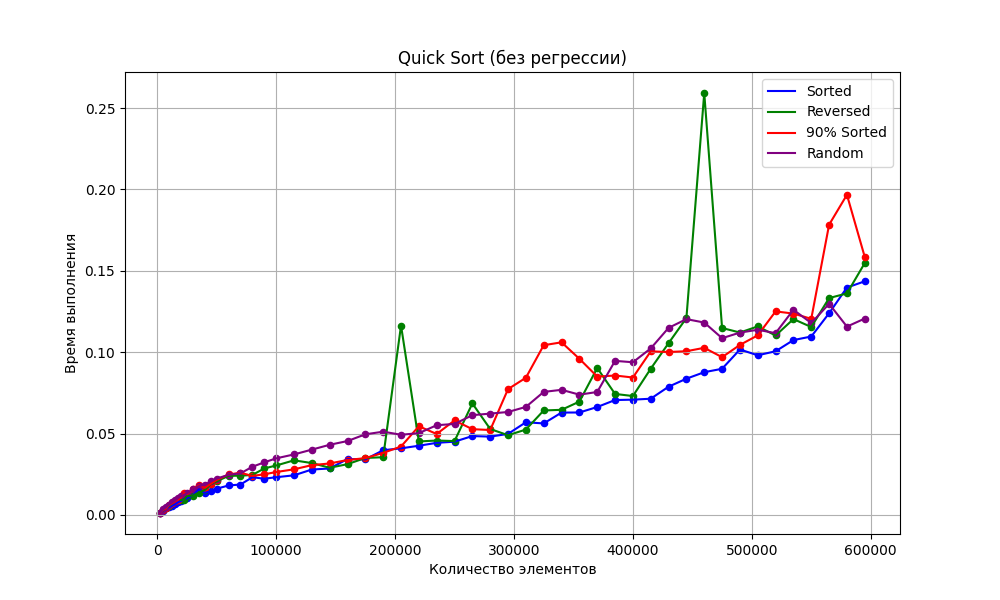 Quick Sort (без регрессии)
Sorted
Reversed
90% Sorted
Random
Время выполнения
0.25
0.20
0.15
0.10
0.05
0.00
0 100000 200000 300000 400000 500000 600000
Количество элементов